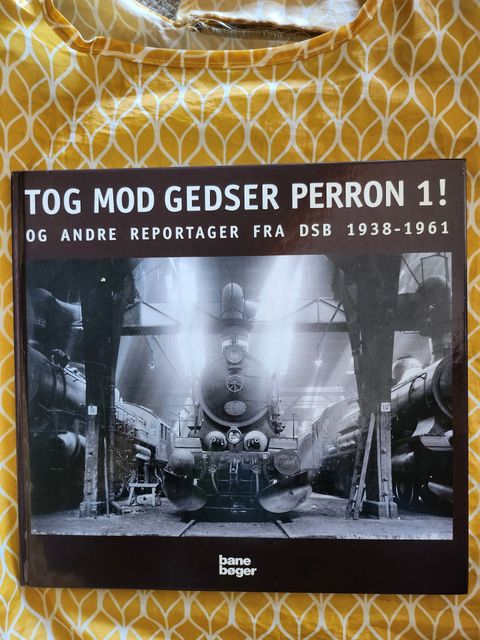 TOG MOD GEDSER PERRON 1!
OG ANDRE REPORTAGER FRA DSB 1938-1961
bane
bøger